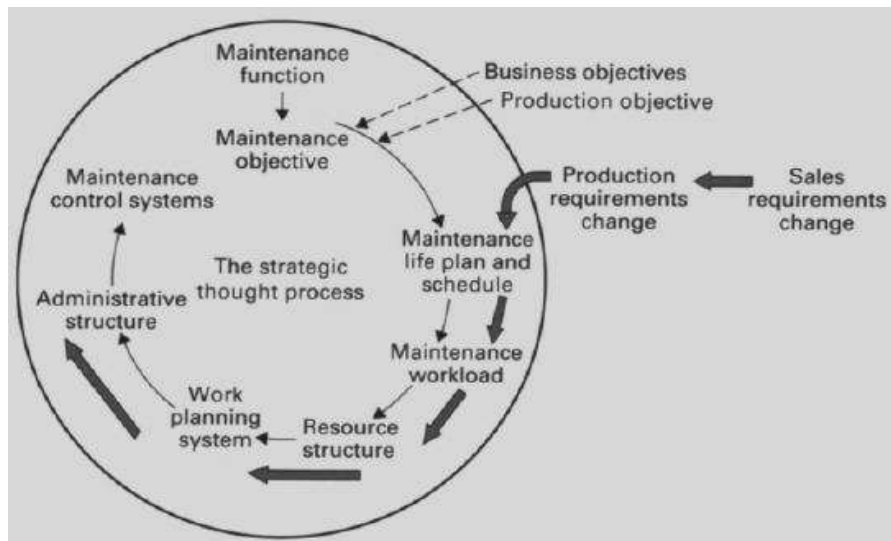 Maintenance
function
Business objectives
Production objective
Maintenance
objective
Maintenance
control systems
Production
requirements
change
Sales
requirements
change
Maintenance
life plan and
schedule
The strategic
thought process
Administrative
structure
Maintenance
workload
Work
planning
system
Resource
structure